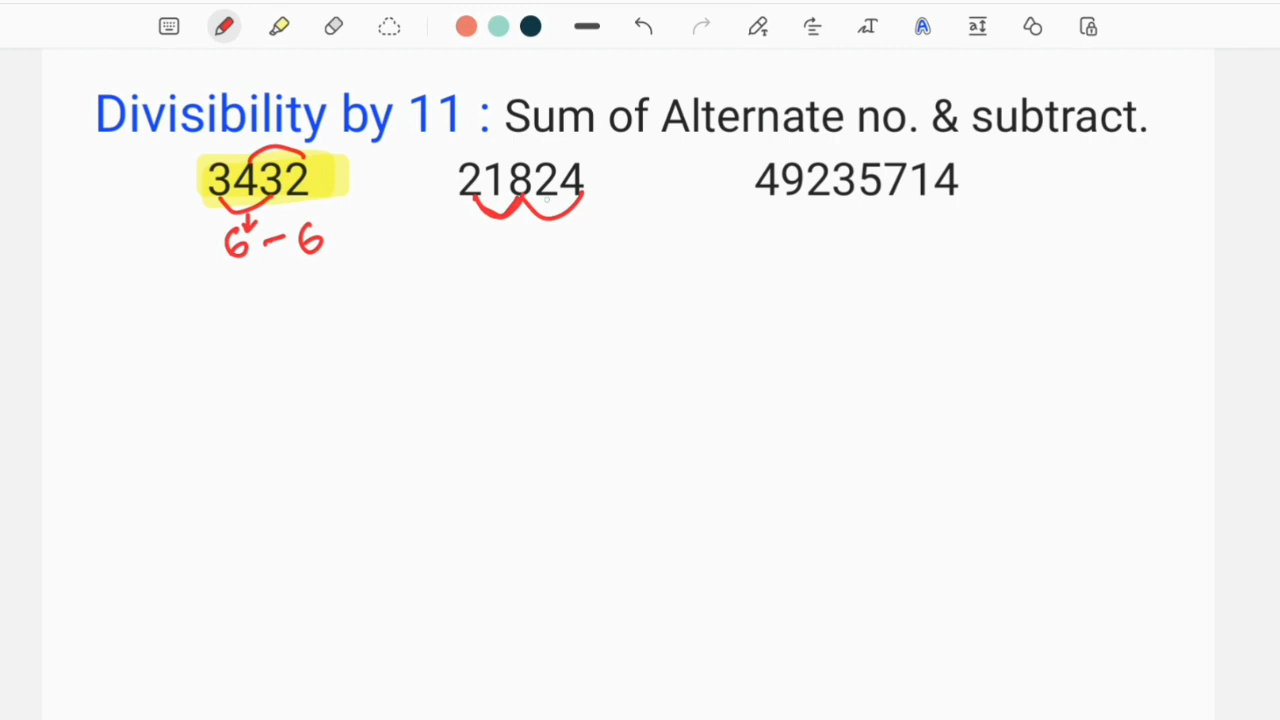 Divisibility by 11 : Sum of Alternate no. & subtract.
3432 21824 49235714
6 - 6